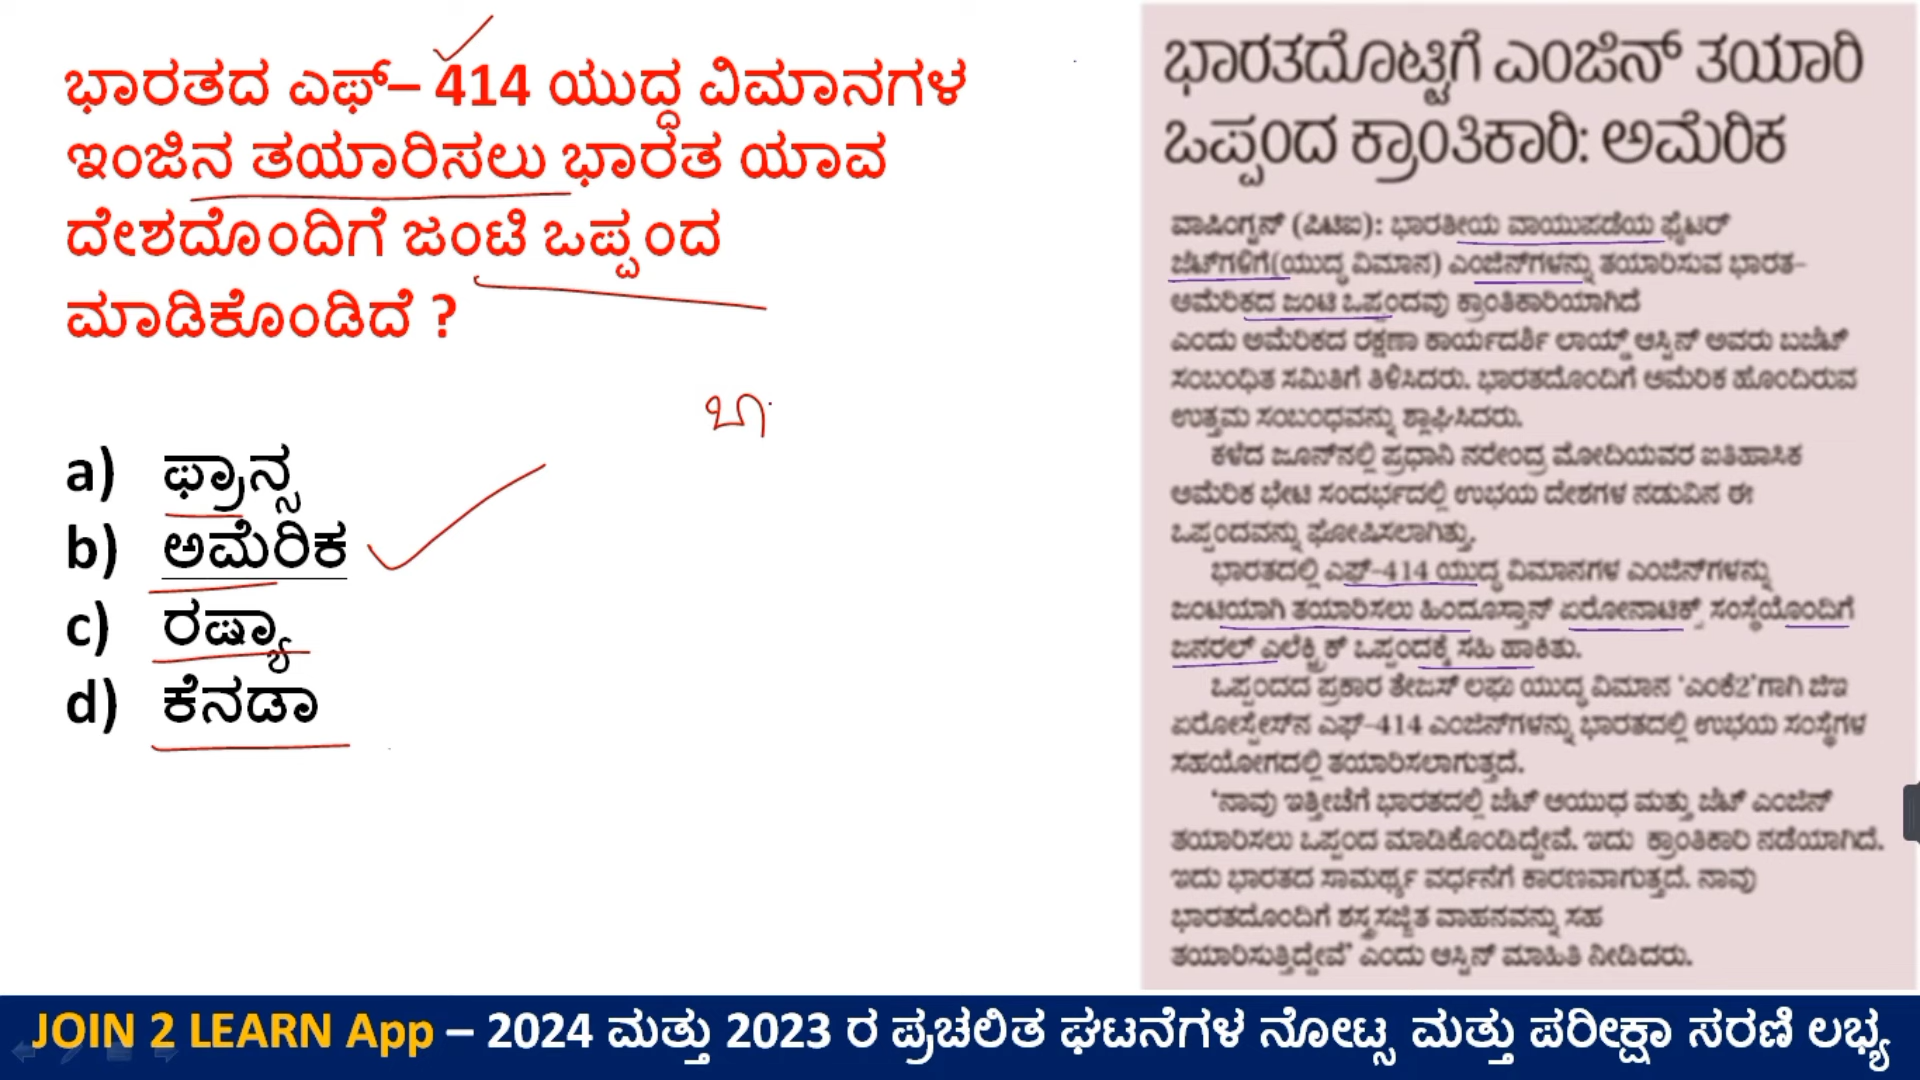 ಭಾರತದ ಎಫ್– 414 ಯುದ್ಧ ವಿಮಾನಗಳ
ಇಂಜಿನ ತಯಾರಿಸಲು ಭಾರತ ಯಾವ
ದೇಶದೊಂದಿಗೆ ಜಂಟಿ ಒಪ್ಪಂದ
ಮಾಡಿಕೊಂಡಿದೆ ?
a) ಫ್ರಾನ್ಸ
b) ಅಮೆರಿಕ
c) ರಷ್ಯಾ
d) ಕೆನಡಾ
ಭಾರತದೊಟ್ಟಿಗೆ ಎಂಜಿನ್ ತಯಾರಿ
ಒಪ್ಪಂದ ಕ್ರಾಂತಿಕಾರಿ: ಅಮೆರಿಕ
ವಾಷಿಂಗ್ಟನ್ (ಪಿಟಿಐ): ಭಾರತೀಯ ವಾಯುಪಡೆಯ ಫೈಟರ್
ಜೆಟ್‌ಗಳಿಗೆ(ಯುದ್ಧ ವಿಮಾನ) ಎಂಜಿನ್‌ಗಳನ್ನು ತಯಾರಿಸುವ ಭಾರತ-
ಅಮೆರಿಕದ ಜಂಟಿ ಒಪ್ಪಂದವು ಕ್ರಾಂತಿಕಾರಿಯಾಗಿದೆ
ಎಂದು ಅಮೆರಿಕದ ರಕ್ಷಣಾ ಕಾರ್ಯದರ್ಶಿ ಲಾಯ್ಡ್ ಆಸ್ಟಿನ್ ಅವರು ಬಜೆಟ್
ಸಂಬಂಧಿತ ಸಮಿತಿಗೆ ತಿಳಿಸಿದರು. ಭಾರತದೊಂದಿಗೆ ಅಮೆರಿಕ ಹೊಂದಿರುವ
ಉತ್ತಮ ಸಂಬಂಧವನ್ನು ಶ್ಲಾಘಿಸಿದರು.
ಕಳೆದ ಜೂನ್‌ನಲ್ಲಿ ಪ್ರಧಾನಿ ನರೇಂದ್ರ ಮೋದಿಯವರ ಐತಿಹಾಸಿಕ
ಅಮೆರಿಕ ಭೇಟಿ ಸಂದರ್ಭದಲ್ಲಿ ಉಭಯ ದೇಶಗಳ ನಡುವಿನ ಈ
ಒಪ್ಪಂದವನ್ನು ಘೋಷಿಸಲಾಗಿತ್ತು.
ಭಾರತದಲ್ಲಿ ಎಫ್-414 ಯುದ್ಧ ವಿಮಾನಗಳ ಎಂಜಿನ್‌ಗಳನ್ನು
ಜಂಟಿಯಾಗಿ ತಯಾರಿಸಲು ಹಿಂದೂಸ್ತಾನ್ ಏರೋನಾಟಿಕ್ಸ್ ಸಂಸ್ಥೆಯೊಂದಿಗೆ
ಜನರಲ್ ಎಲೆಕ್ಟ್ರಿಕ್ ಒಪ್ಪಂದಕ್ಕೆ ಸಹಿ ಹಾಕಿತು.
ಒಪ್ಪಂದದ ಪ್ರಕಾರ ತೇಜಸ್ ಲಘು ಯುದ್ಧ ವಿಮಾನ 'ಎಂಕೆ2'ಗಾಗಿ ಜಿಇ
ಏರೋಸ್ಪೇಸ್‌ನ ಎಫ್-414 ಎಂಜಿನ್‌ಗಳನ್ನು ಭಾರತದಲ್ಲಿ ಉಭಯ ಸಂಸ್ಥೆಗಳ
ಸಹಯೋಗದಲ್ಲಿ ತಯಾರಿಸಲಾಗುತ್ತದೆ.
'ನಾವು ಇತ್ತೀಚೆಗೆ ಭಾರತದಲ್ಲಿ ಜೆಟ್ ಆಯುಧ ಮತ್ತು ಜೆಟ್ ಎಂಜಿನ್
ತಯಾರಿಸಲು ಒಪ್ಪಂದ ಮಾಡಿಕೊಂಡಿದ್ದೇವೆ. ಇದು ಕ್ರಾಂತಿಕಾರಿ ನಡೆಯಾಗಿದೆ.
ಇದು ಭಾರತದ ಸಾಮರ್ಥ್ಯ ವರ್ಧನೆಗೆ ಕಾರಣವಾಗುತ್ತದೆ. ನಾವು
ಭಾರತದೊಂದಿಗೆ ಶಸ್ತ್ರಸಜ್ಜಿತ ವಾಹನವನ್ನು ಸಹ
ತಯಾರಿಸುತ್ತಿದ್ದೇವೆ' ಎಂದು ಆಸ್ಟಿನ್ ಮಾಹಿತಿ ನೀಡಿದರು.
JOIN 2 LEARN App – 2024 ಮತ್ತು 2023 ರ ಪ್ರಚಲಿತ ಘಟನೆಗಳ ನೋಟ್ಸ ಮತ್ತು ಪರೀಕ್ಷಾ ಸರಣಿ ಲಭ್ಯ